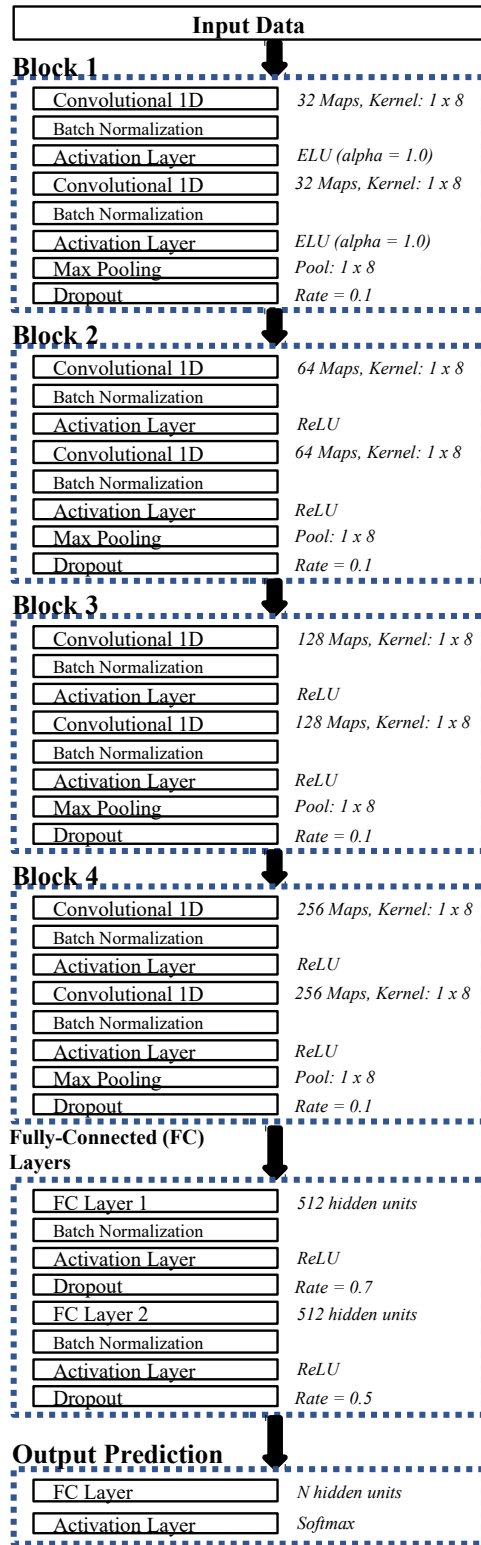 Input Data
Block 1
Convolutional 1D 32 Maps, Kernel: 1 x 8
Batch Normalization
Activation Layer ELU (alpha = 1.0)
Convolutional 1D 32 Maps, Kernel: 1 x 8
Batch Normalization
Activation Layer ELU (alpha = 1.0)
Max Pooling Pool: 1 x 8
Dropout Rate = 0.1
Block 2
Convolutional 1D 64 Maps, Kernel: 1 x 8
Batch Normalization
Activation Layer ReLU
Convolutional 1D 64 Maps, Kernel: 1 x 8
Batch Normalization
Activation Layer ReLU
Max Pooling Pool: 1 x 8
Dropout Rate = 0.1
Block 3
Convolutional 1D 128 Maps, Kernel: 1 x 8
Batch Normalization
Activation Layer ReLU
Convolutional 1D 128 Maps, Kernel: 1 x 8
Batch Normalization
Activation Layer ReLU
Max Pooling Pool: 1 x 8
Dropout Rate = 0.1
Block 4
Convolutional 1D 256 Maps, Kernel: 1 x 8
Batch Normalization
Activation Layer ReLU
Convolutional 1D 256 Maps, Kernel: 1 x 8
Batch Normalization
Activation Layer ReLU
Max Pooling Pool: 1 x 8
Dropout Rate = 0.1
Fully-Connected (FC)
Layers
FC Layer 1 512 hidden units
Batch Normalization
Activation Layer ReLU
Dropout Rate = 0.7
FC Layer 2 512 hidden units
Batch Normalization
Activation Layer ReLU
Dropout Rate = 0.5
Output Prediction
FC Layer N hidden units
Activation Layer Softmax